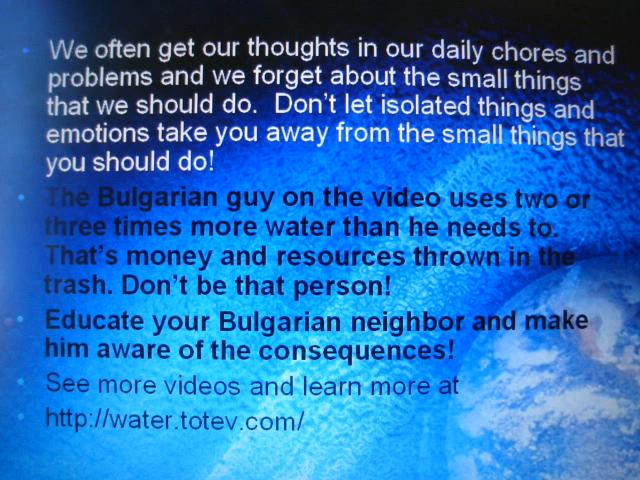 We often get our thoughts in our daily chores and
problems and we forget about the small things
that we should do.  Don't let isolated things and
emotions take you away from the small things that
you should do!
The Bulgarian guy on the video uses two or
three times more water than he needs to.
That's money and resources thrown in the
trash. Don't be that person!
Educate your Bulgarian neighbor and make
him aware of the consequences!
See more videos and learn more at
http://water.totev.com/